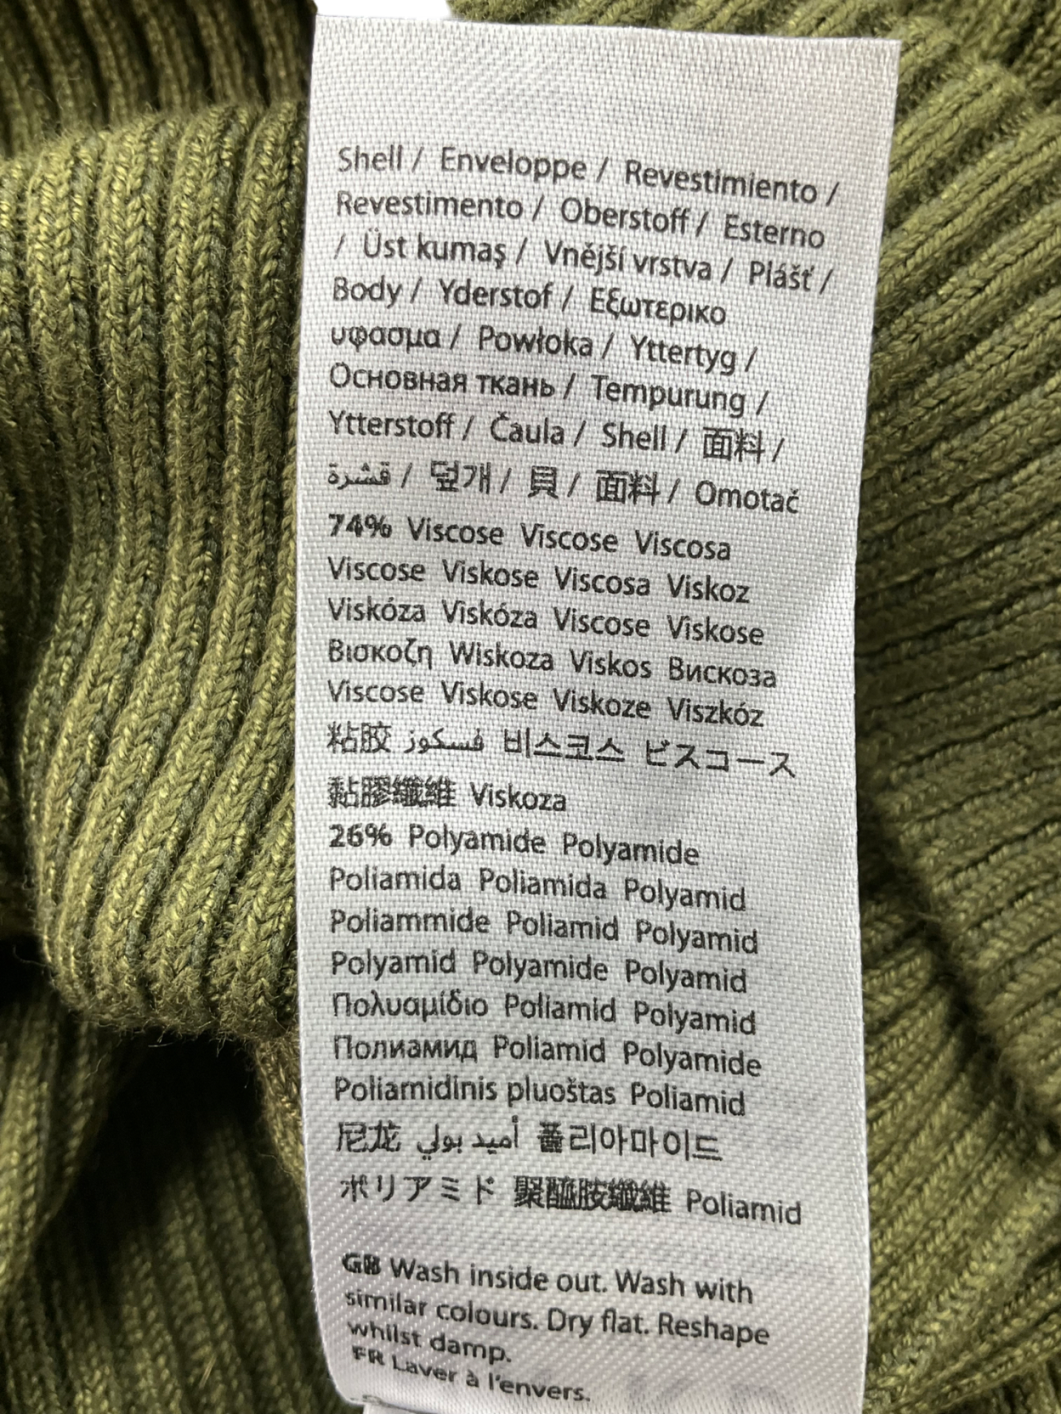 Shell / Enveloppe / Revestimiento /
Revestimento / Oberstoff / Esterno
/ Üst kumaş / Vnější vrstva / Plášť /
Body / Yderstof / Εξωτερικο
υφασμα / Powłoka / Yttertyg /
Основная ткань / Tempurung /
Ytterstoff / Čaula / Shell / 面料 /
قشرة / 덮개 / 貝 / 面料 / Omotač
74% Viscose Viscose Viscosa
Viscose Viskose Viscosa Viskoz
Viskóza Viskóza Viscose Viskose
Βισκοζη Wiskoza Viskos Вискоза
Viscose Viskose Viskoze Viszkóz
粘胶 فسكوز 비스코스 ビスコース
黏膠纖維 Viskoza
26% Polyamide Polyamide
Poliamida Poliamida Polyamid
Poliammide Poliamid Polyamid
Polyamid Polyamide Polyamid
Πολυαμίδιο Poliamid Polyamid
Полиамид Poliamid Polyamide
Poliamidinis pluoštas Poliamid
尼龙 أميد بولي 폴리아마이드
ポリアミド 聚醯胺纖維 Poliamid
GB Wash inside out. Wash with
similar colours. Dry flat. Reshape
whilst damp.
FR Laver à l'envers.